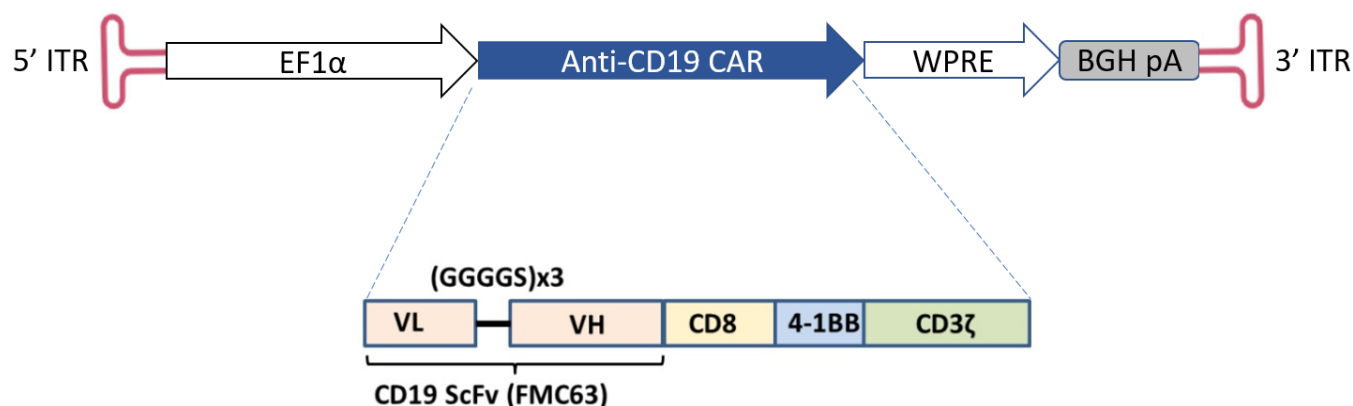 5’ ITR EF1α Anti-CD19 CAR WPRE BGH pA 3’ ITR
(GGGGS)x3
VL VH CD8 4-1BB CD3ζ
CD19 ScFv (FMC63)